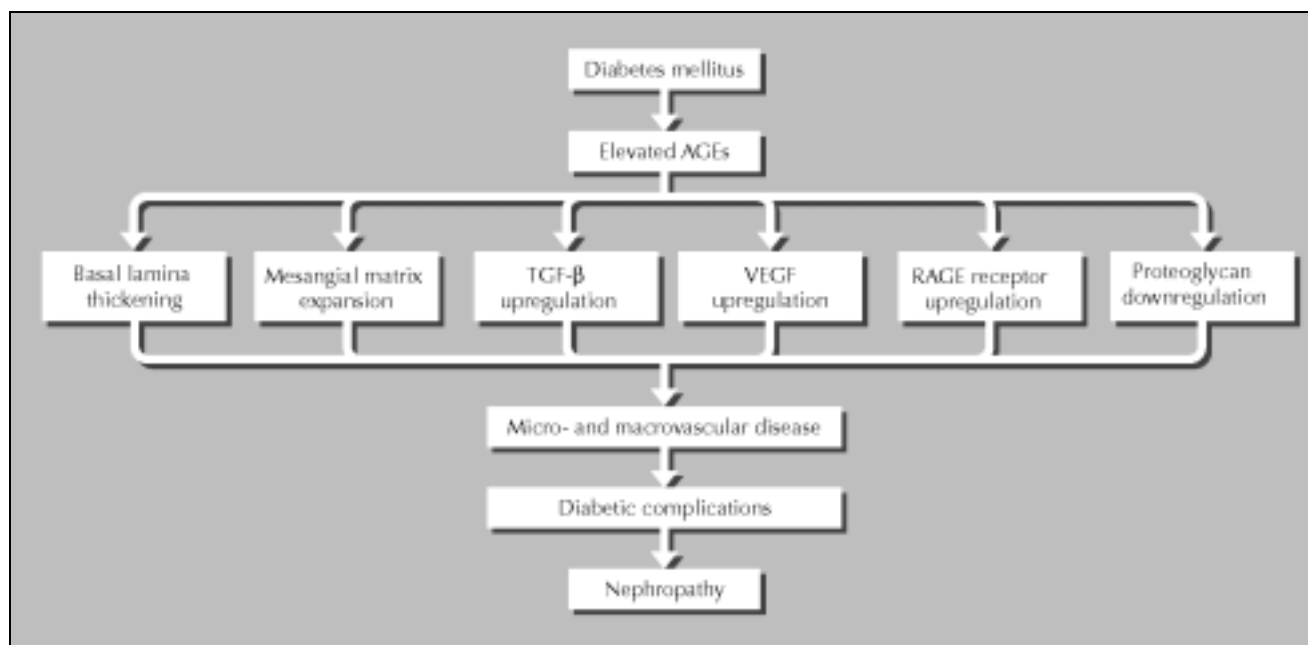 Diabetes mellitus
Elevated AGEs
Basal lamina
thickening
Mesangial matrix
expansion
TGF-β
upregulation
VEGF
upregulation
RAGE receptor
upregulation
Proteoglycan
downregulation
Micro- and macrovascular disease
Diabetic complications
Nephropathy